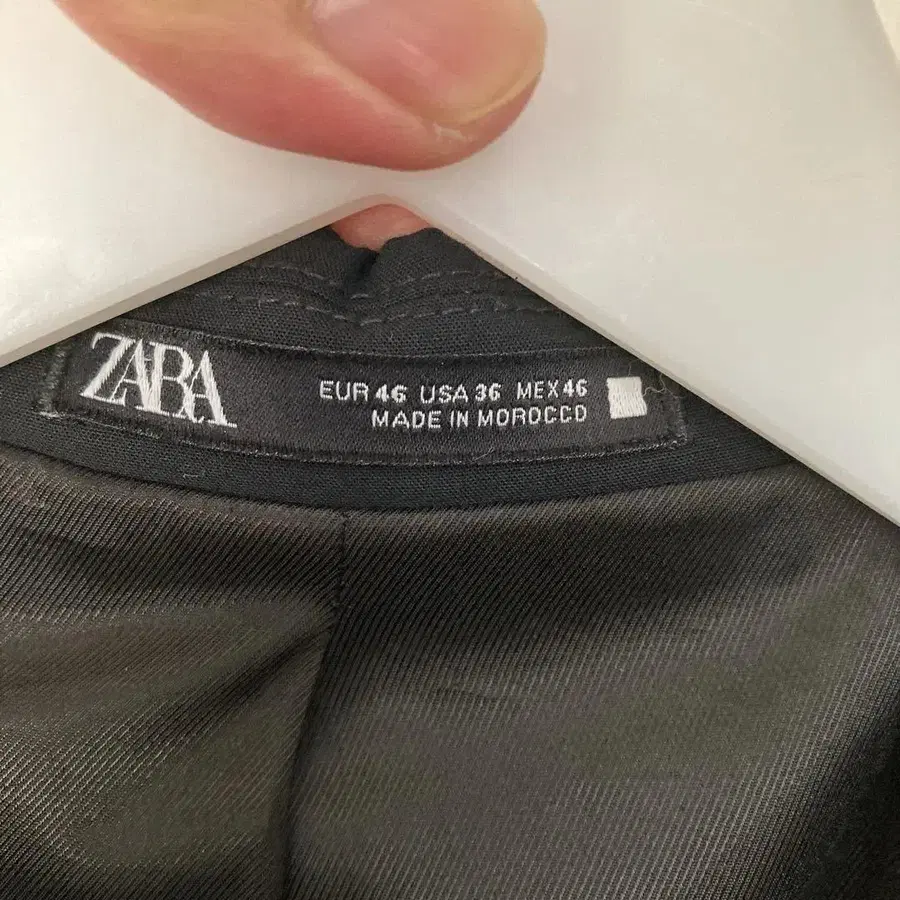 ZARA
EUR 46 USA 36 MEX 46
MADE IN MOROCCO